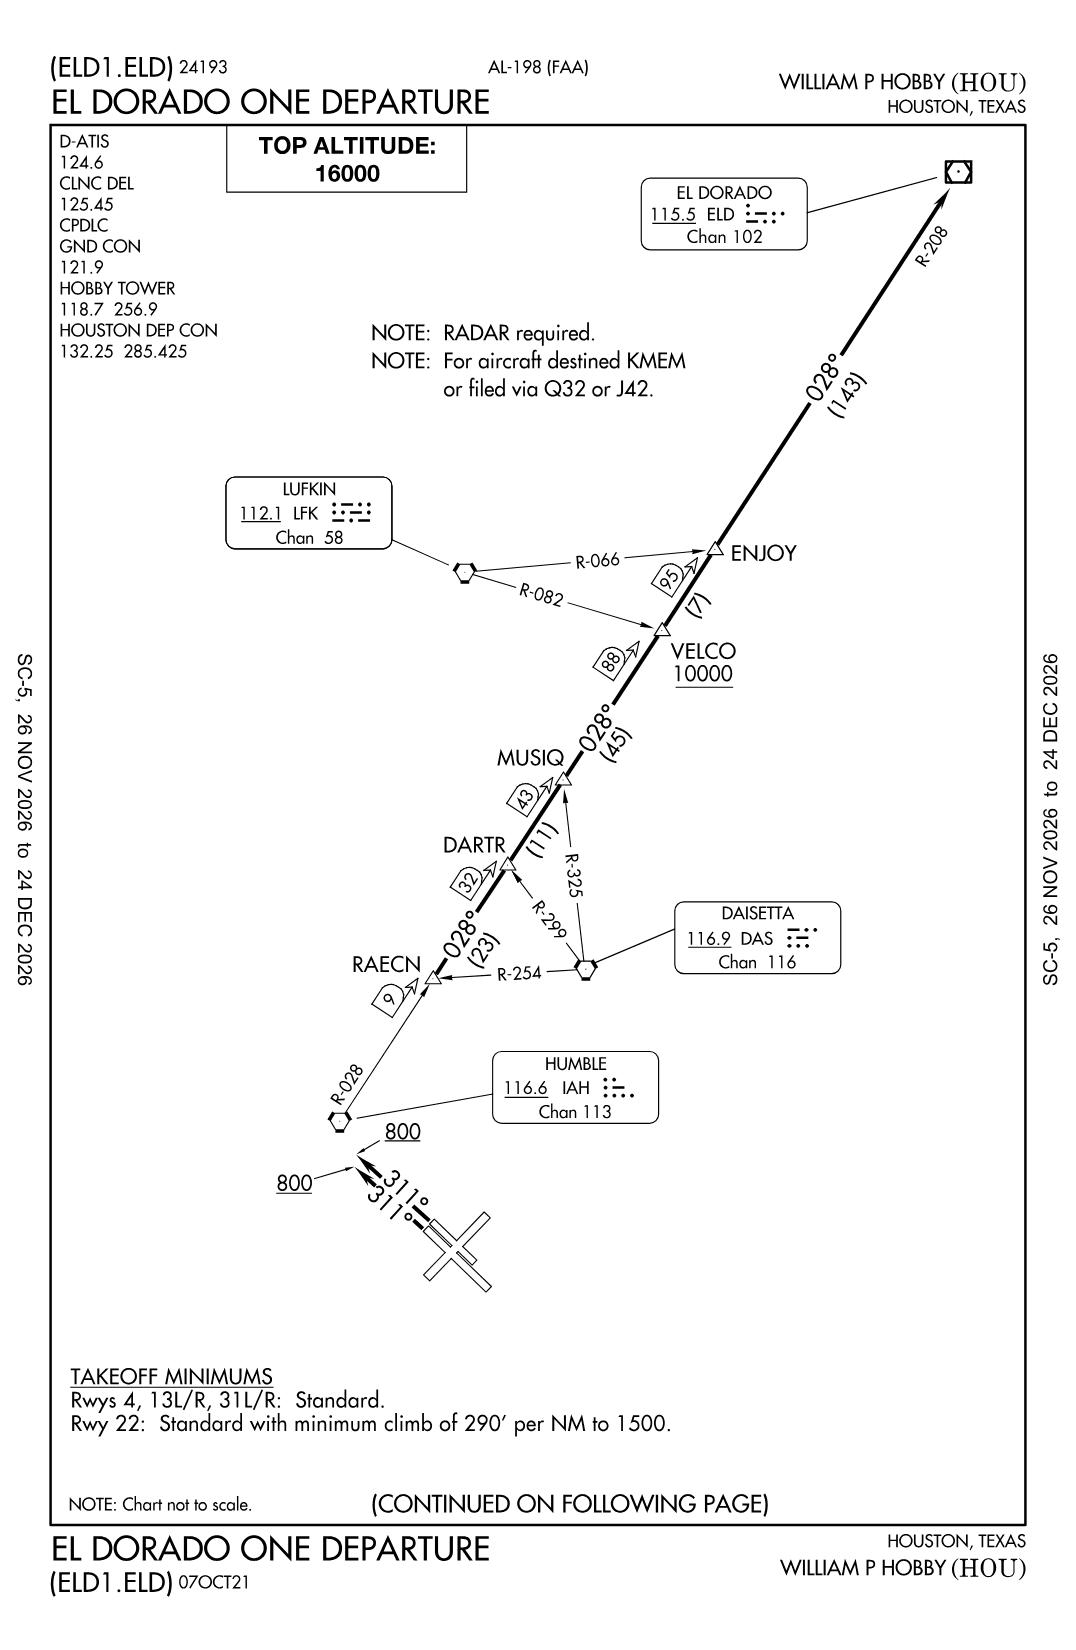 (ELD1.ELD) 24193
AL-198 (FAA)
EL DORADO ONE DEPARTURE
WILLIAM P HOBBY (HOU)
HOUSTON, TEXAS
D-ATIS
124.6
CLNC DEL
125.45
CPDLC
GND CON
121.9
HOBBY TOWER
118.7 256.9
HOUSTON DEP CON
132.25 285.425
TOP ALTITUDE:
16000
EL DORADO
115.5 ELD
Chan 102
R-208
NOTE: RADAR required.
NOTE: For aircraft destined KMEM
or filed via Q32 or J42.
028°
(143)
LUFKIN
112.1 LFK
Chan 58
R-066
R-082
ENJOY
95
(7)
VELCO
10000
88
028°
(45)
MUSIQ
43
(11)
DARTR
32
R-325
R-299
028°
(23)
DAISETTA
116.9 DAS
Chan 116
RAECN
R-254
9
R-028
HUMBLE
116.6 IAH
Chan 113
800
800
311°
311°
SC-5, 26 NOV 2026 to 24 DEC 2026
SC-5, 26 NOV 2026 to 24 DEC 2026
TAKEOFF MINIMUMS
Rwys 4, 13L/R, 31L/R: Standard.
Rwy 22: Standard with minimum climb of 290' per NM to 1500.
NOTE: Chart not to scale.
(CONTINUED ON FOLLOWING PAGE)
EL DORADO ONE DEPARTURE
(ELD1.ELD) 07OCT21
HOUSTON, TEXAS
WILLIAM P HOBBY (HOU)